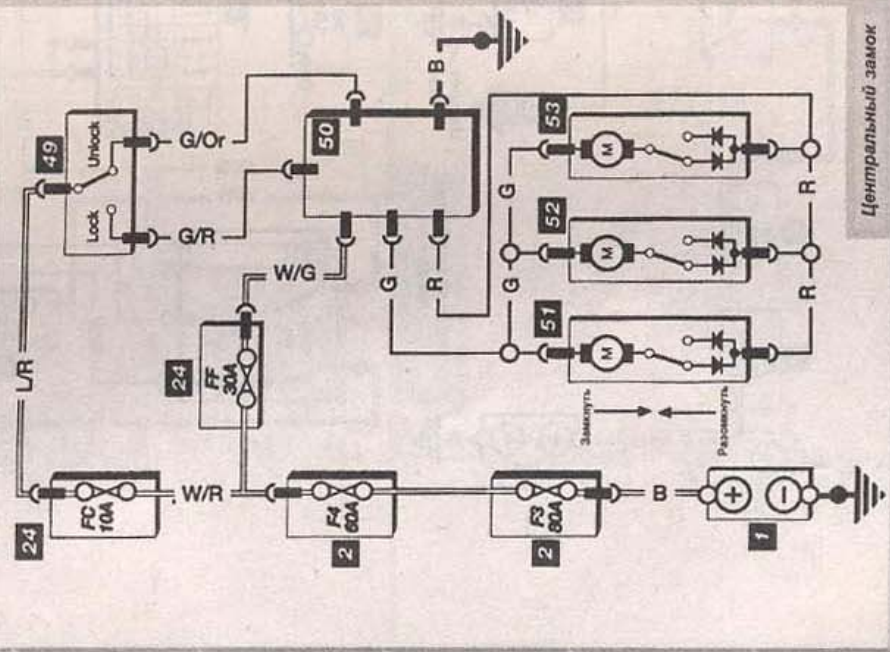 49
Lock
Unlock
L/R
G/R
G/Or
50
W/G
B
24
FF
30A
24
FC
10A
W/R
G
R
G
G
53
M
52
M
51
M
R
R
Замкнуть
Разомкнуть
F4
60A
2
F3
80A
2
B
1
+
−
Центральный замок